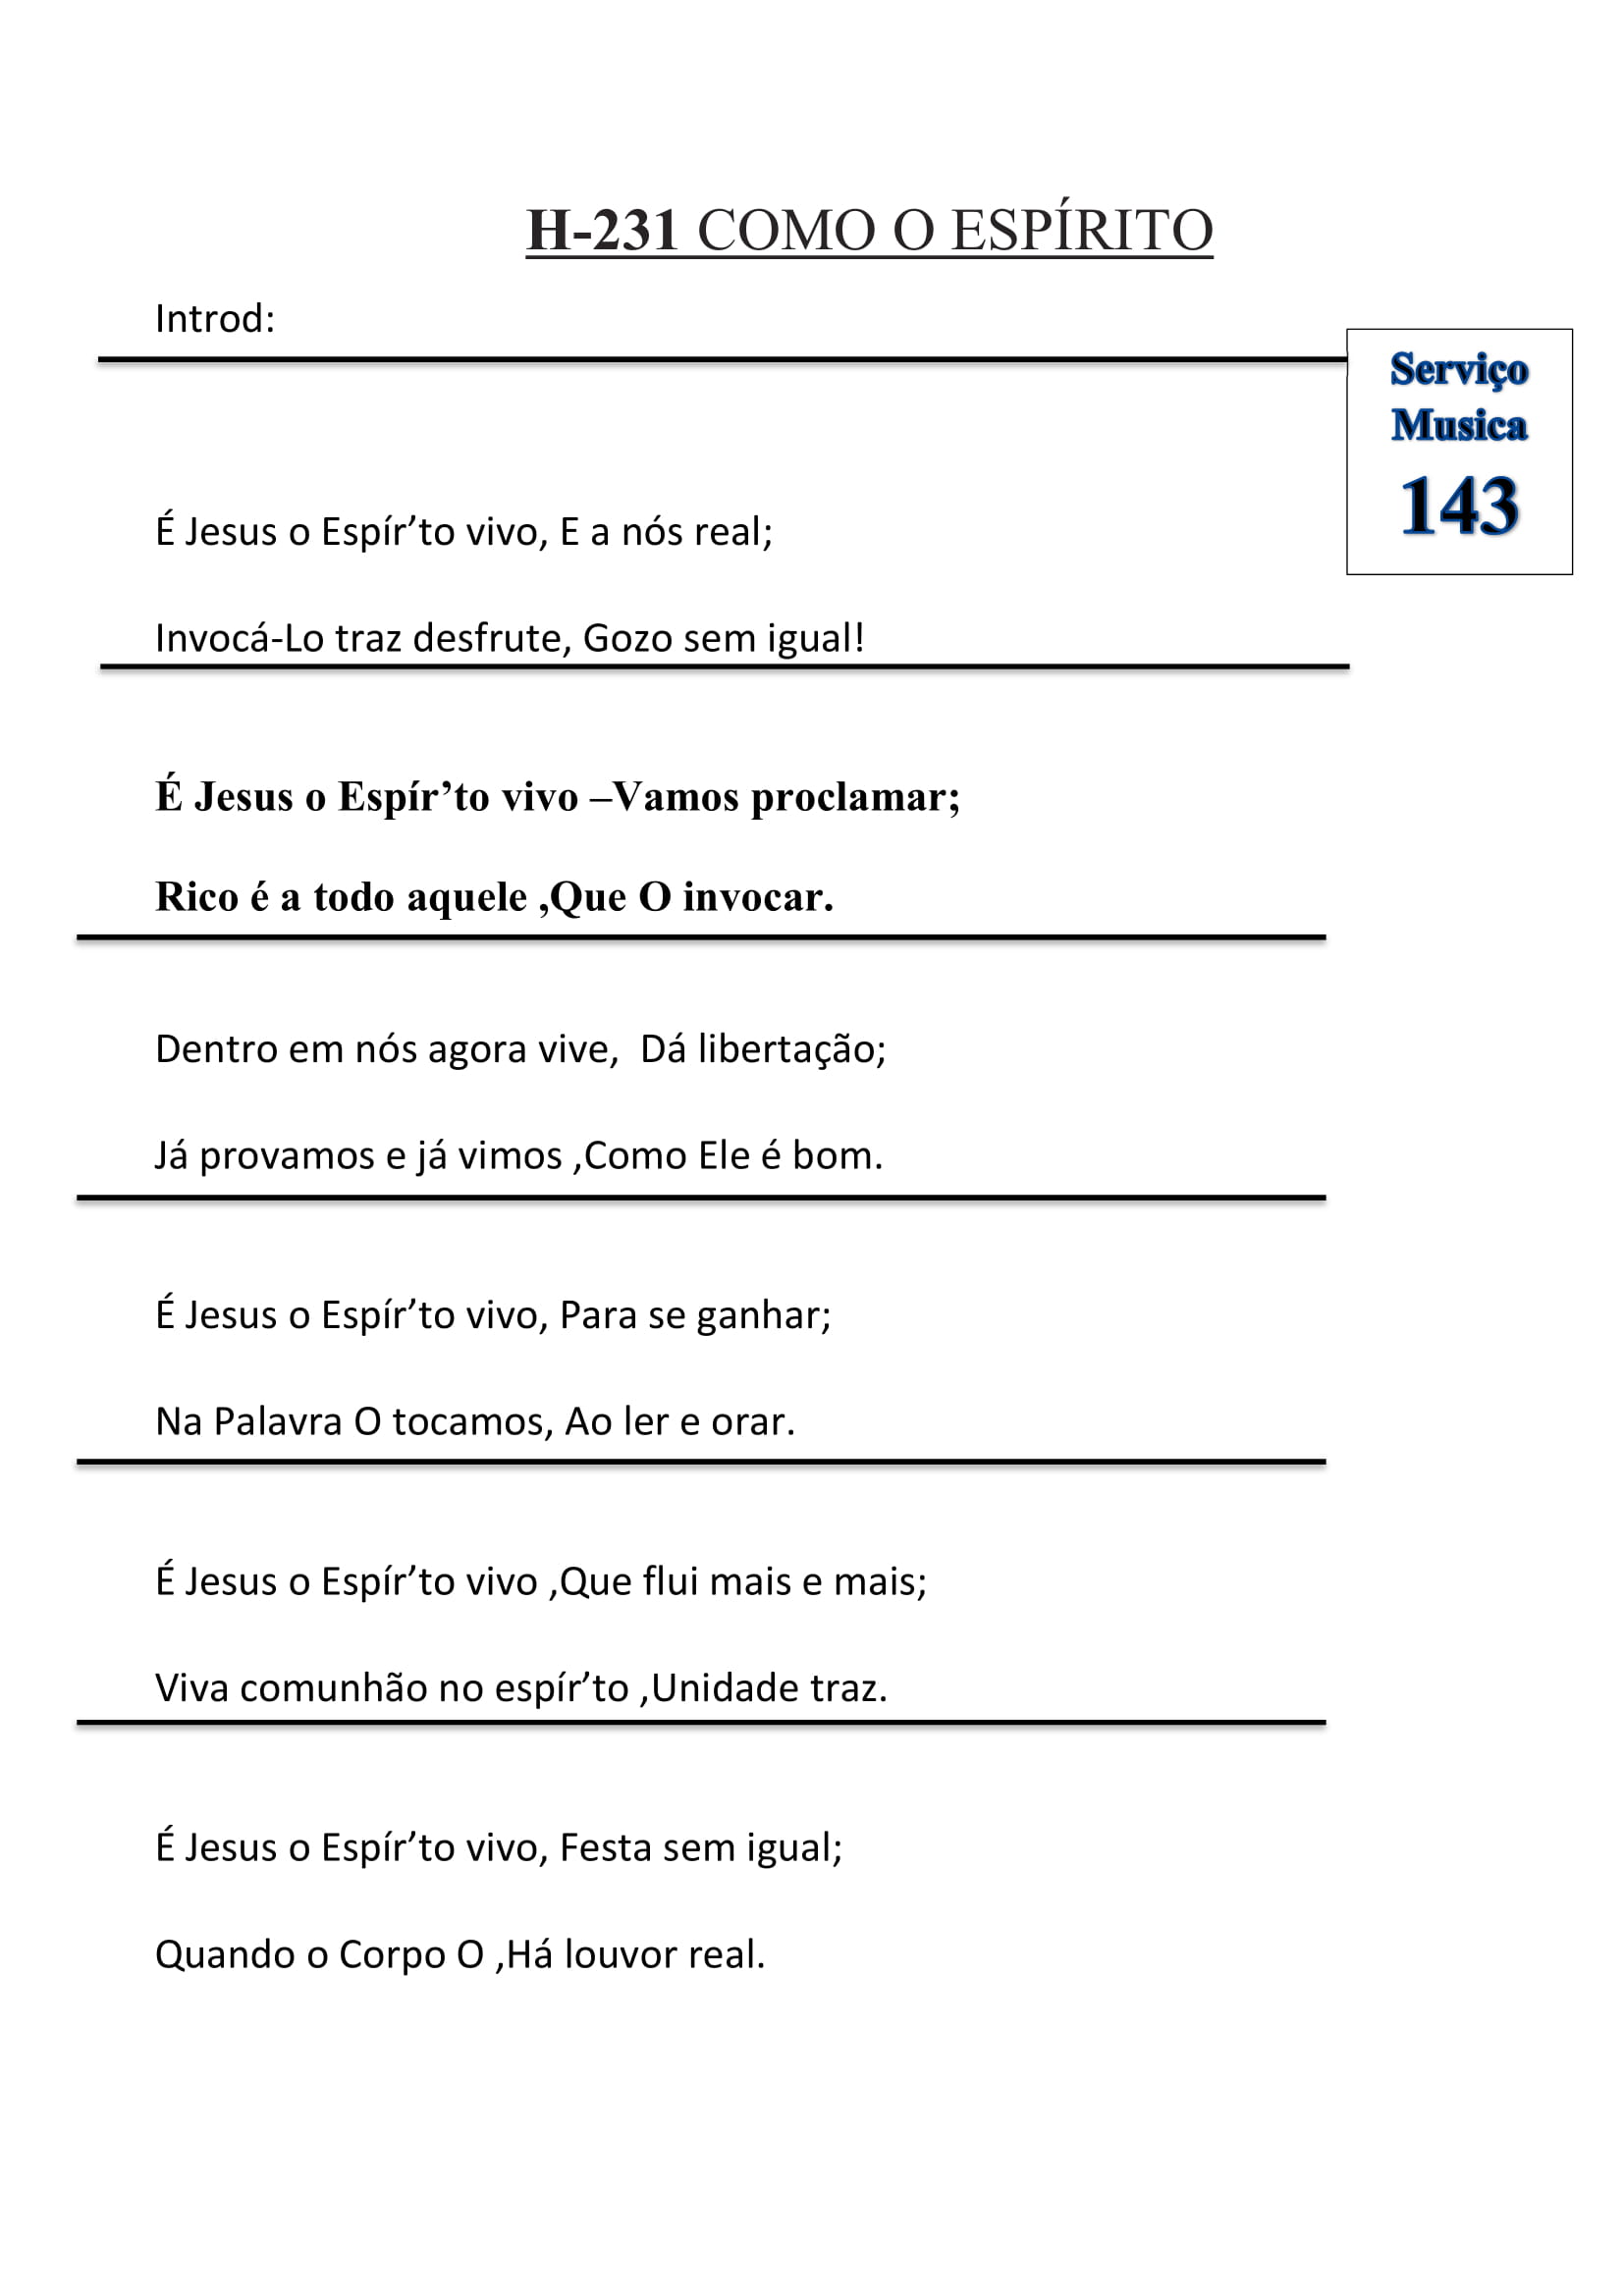 H-231 COMO O ESPÍRITO
Introd:
Serviço
Musica
143
É Jesus o Espír’to vivo, E a nós real;
Invocá-Lo traz desfrute, Gozo sem igual!
É Jesus o Espír’to vivo –Vamos proclamar;
Rico é a todo aquele ,Que O invocar.
Dentro em nós agora vive,  Dá libertação;
Já provamos e já vimos ,Como Ele é bom.
É Jesus o Espír’to vivo, Para se ganhar;
Na Palavra O tocamos, Ao ler e orar.
É Jesus o Espír’to vivo ,Que flui mais e mais;
Viva comunhão no espír’to ,Unidade traz.
É Jesus o Espír’to vivo, Festa sem igual;
Quando o Corpo O ,Há louvor real.